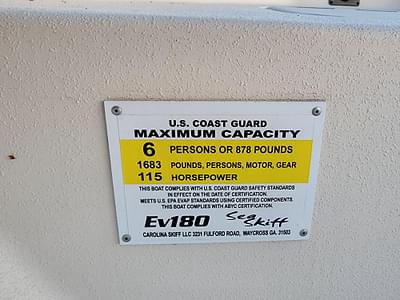 U.S. COAST GUARD
MAXIMUM CAPACITY
6 PERSONS OR 878 POUNDS
1683 POUNDS, PERSONS, MOTOR, GEAR
115 HORSEPOWER
THIS BOAT COMPLIES WITH U.S. COAST GUARD SAFETY STANDARDS
IN EFFECT ON THE DATE OF CERTIFICATION.
MEETS U.S. EPA EVAP STANDARDS USING CERTIFIED COMPONENTS.
THIS BOAT COMPLIES WITH ABYC CERTIFICATION.
EV180 Sea Skiff
CAROLINA SKIFF LLC 3231 FULFORD ROAD, WAYCROSS GA. 31503